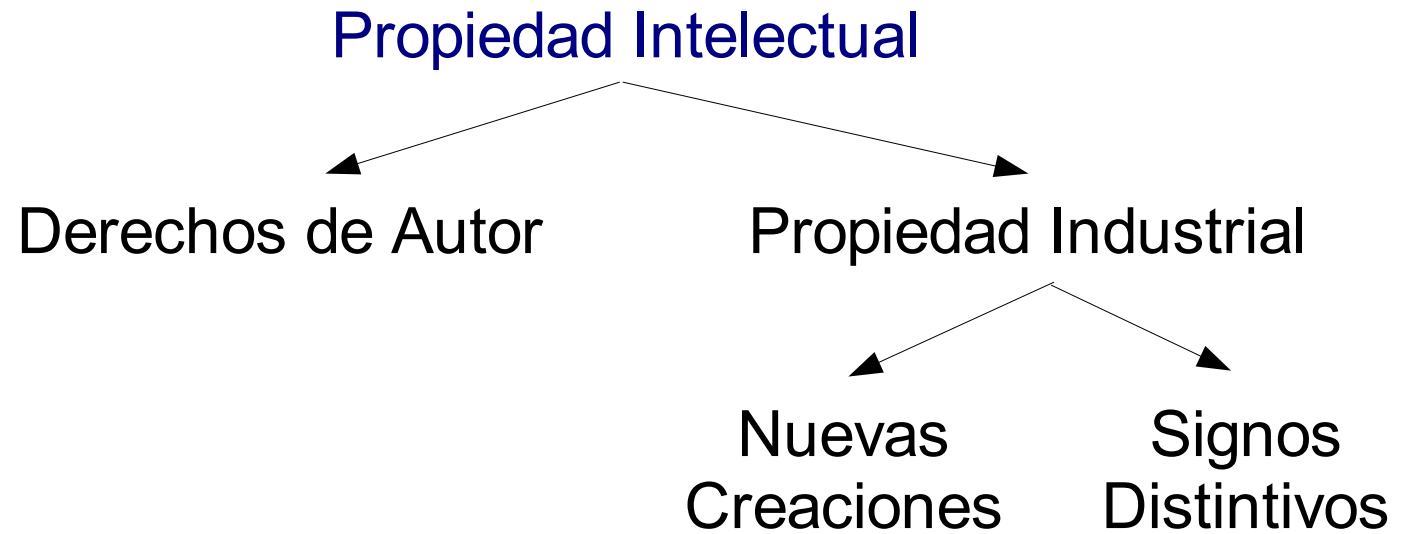 Propiedad Intelectual
Derechos de Autor
Propiedad Industrial
Nuevas
Creaciones
Signos
Distintivos